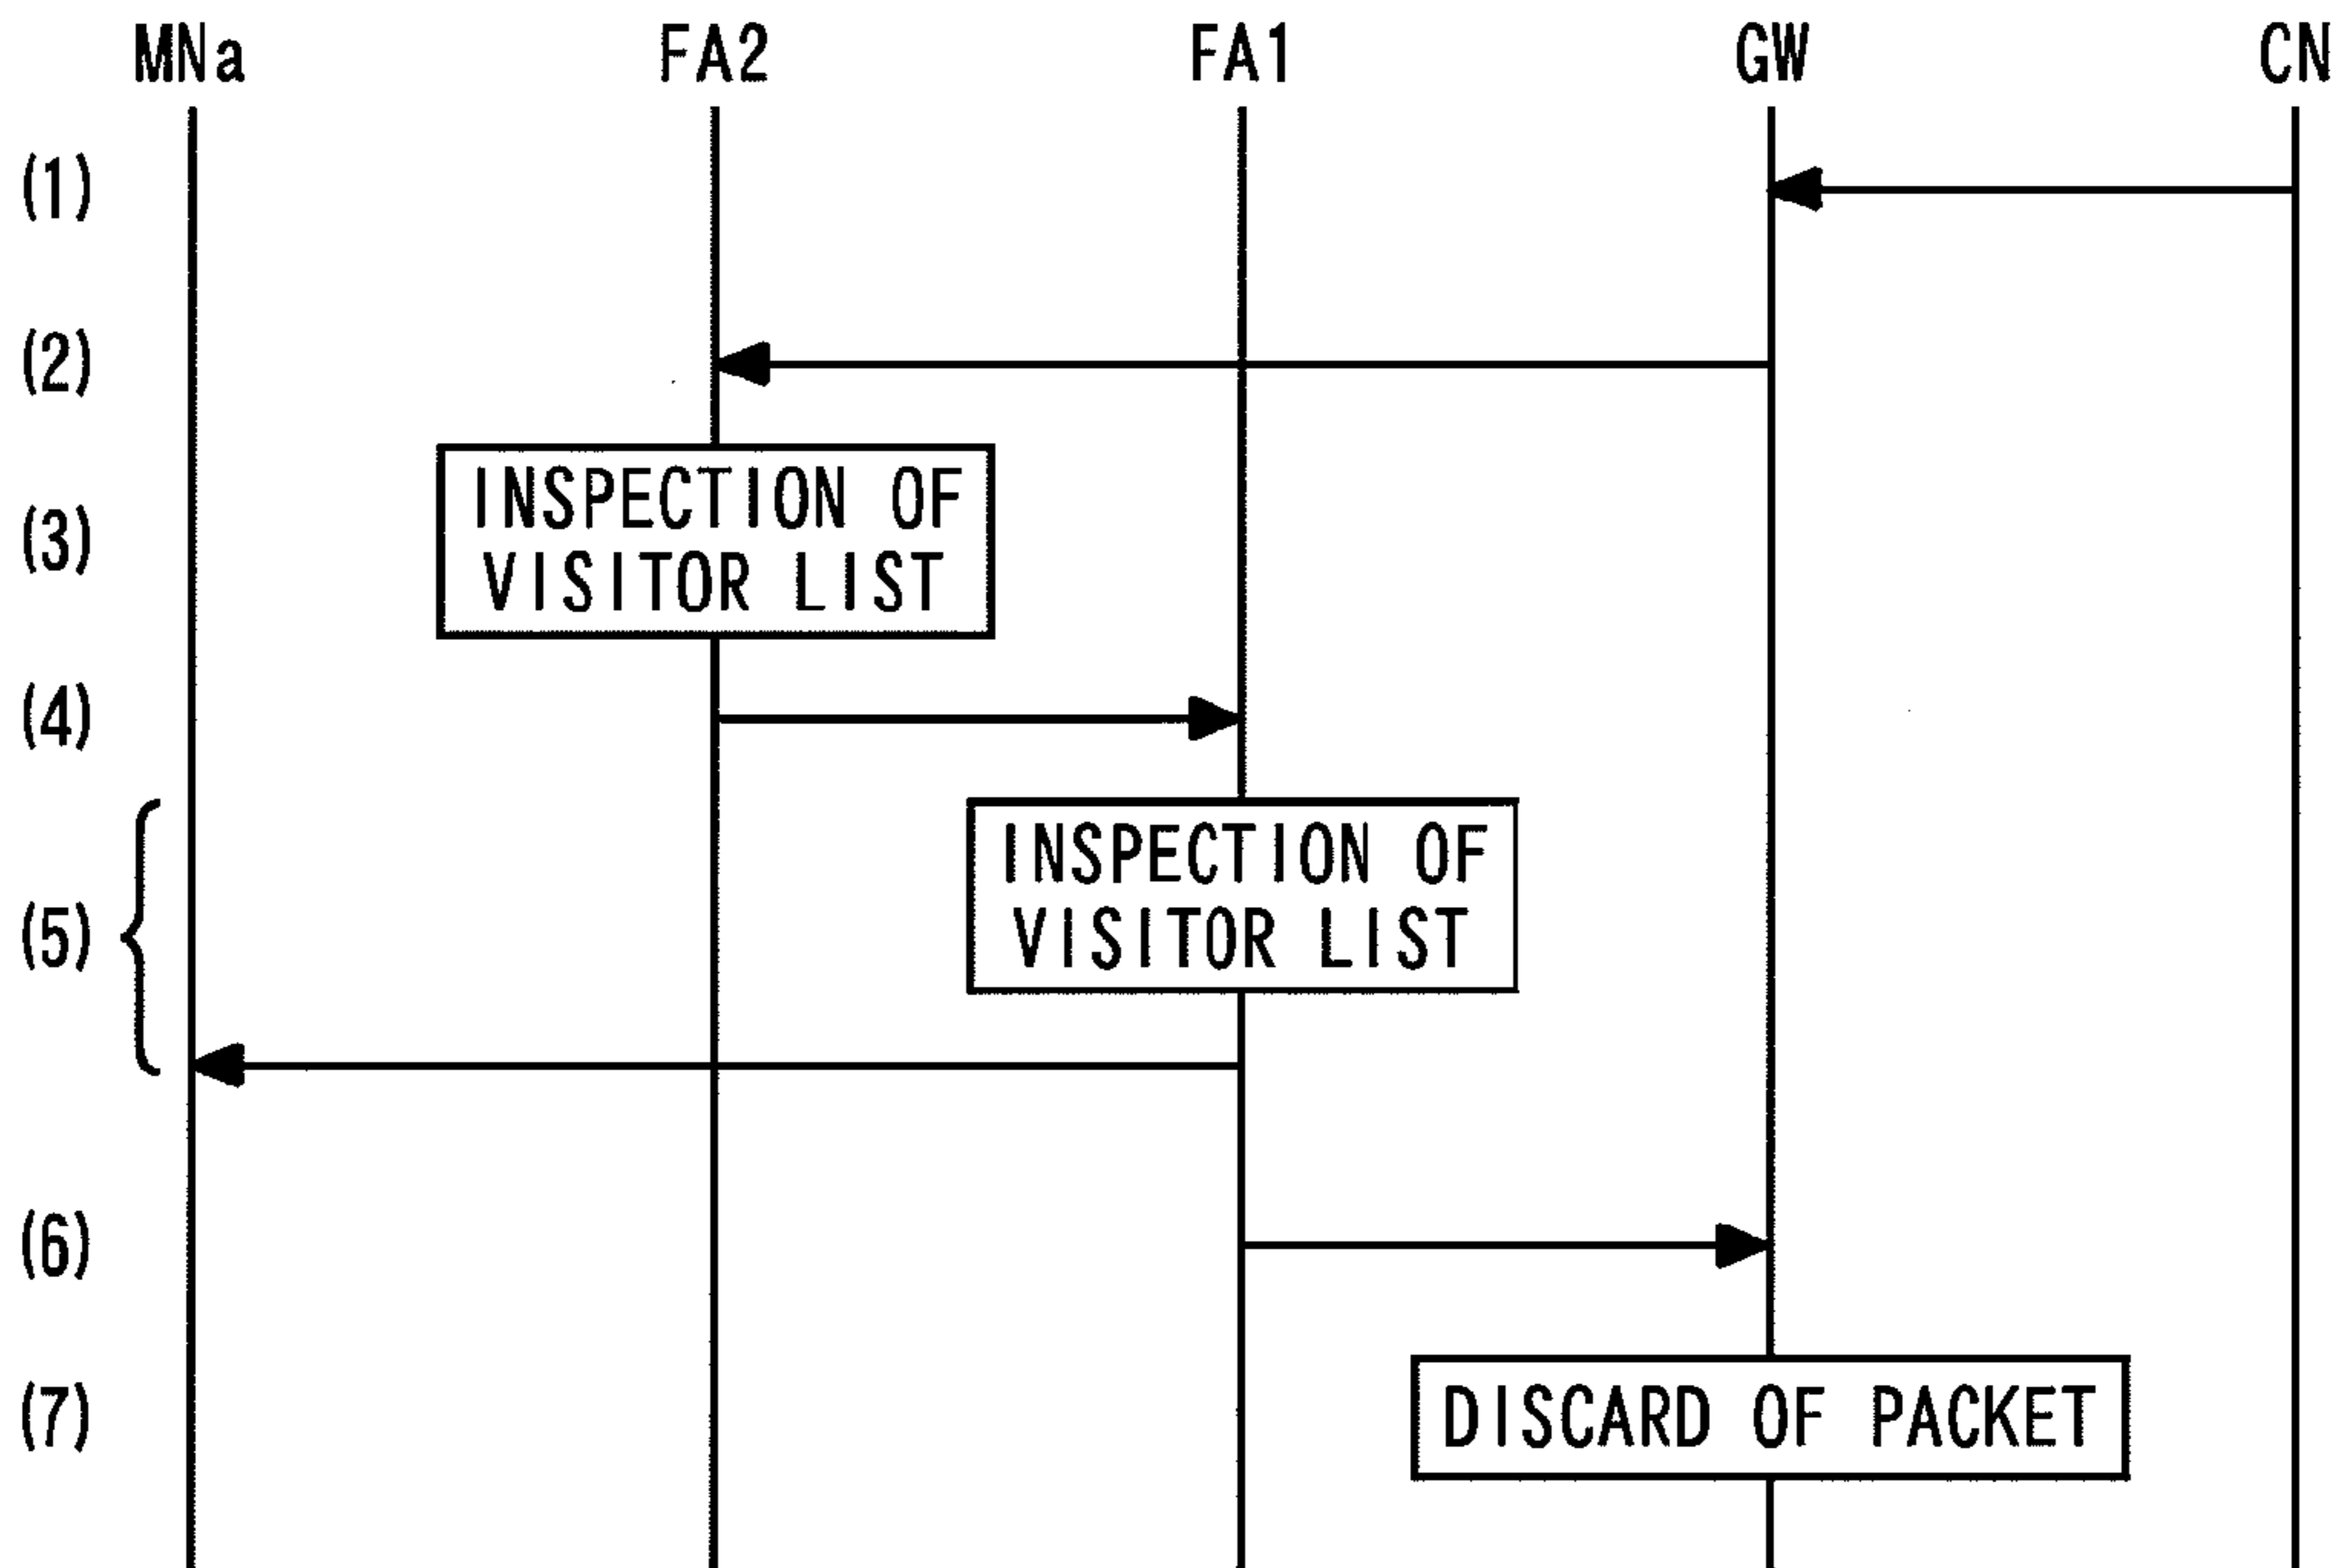 MNa FA2 FA1 GW CN
(1)
(2)
(3)
INSPECTION OF
VISITOR LIST
(4)
(5)
INSPECTION OF
VISITOR LIST
(6)
(7)
DISCARD OF PACKET